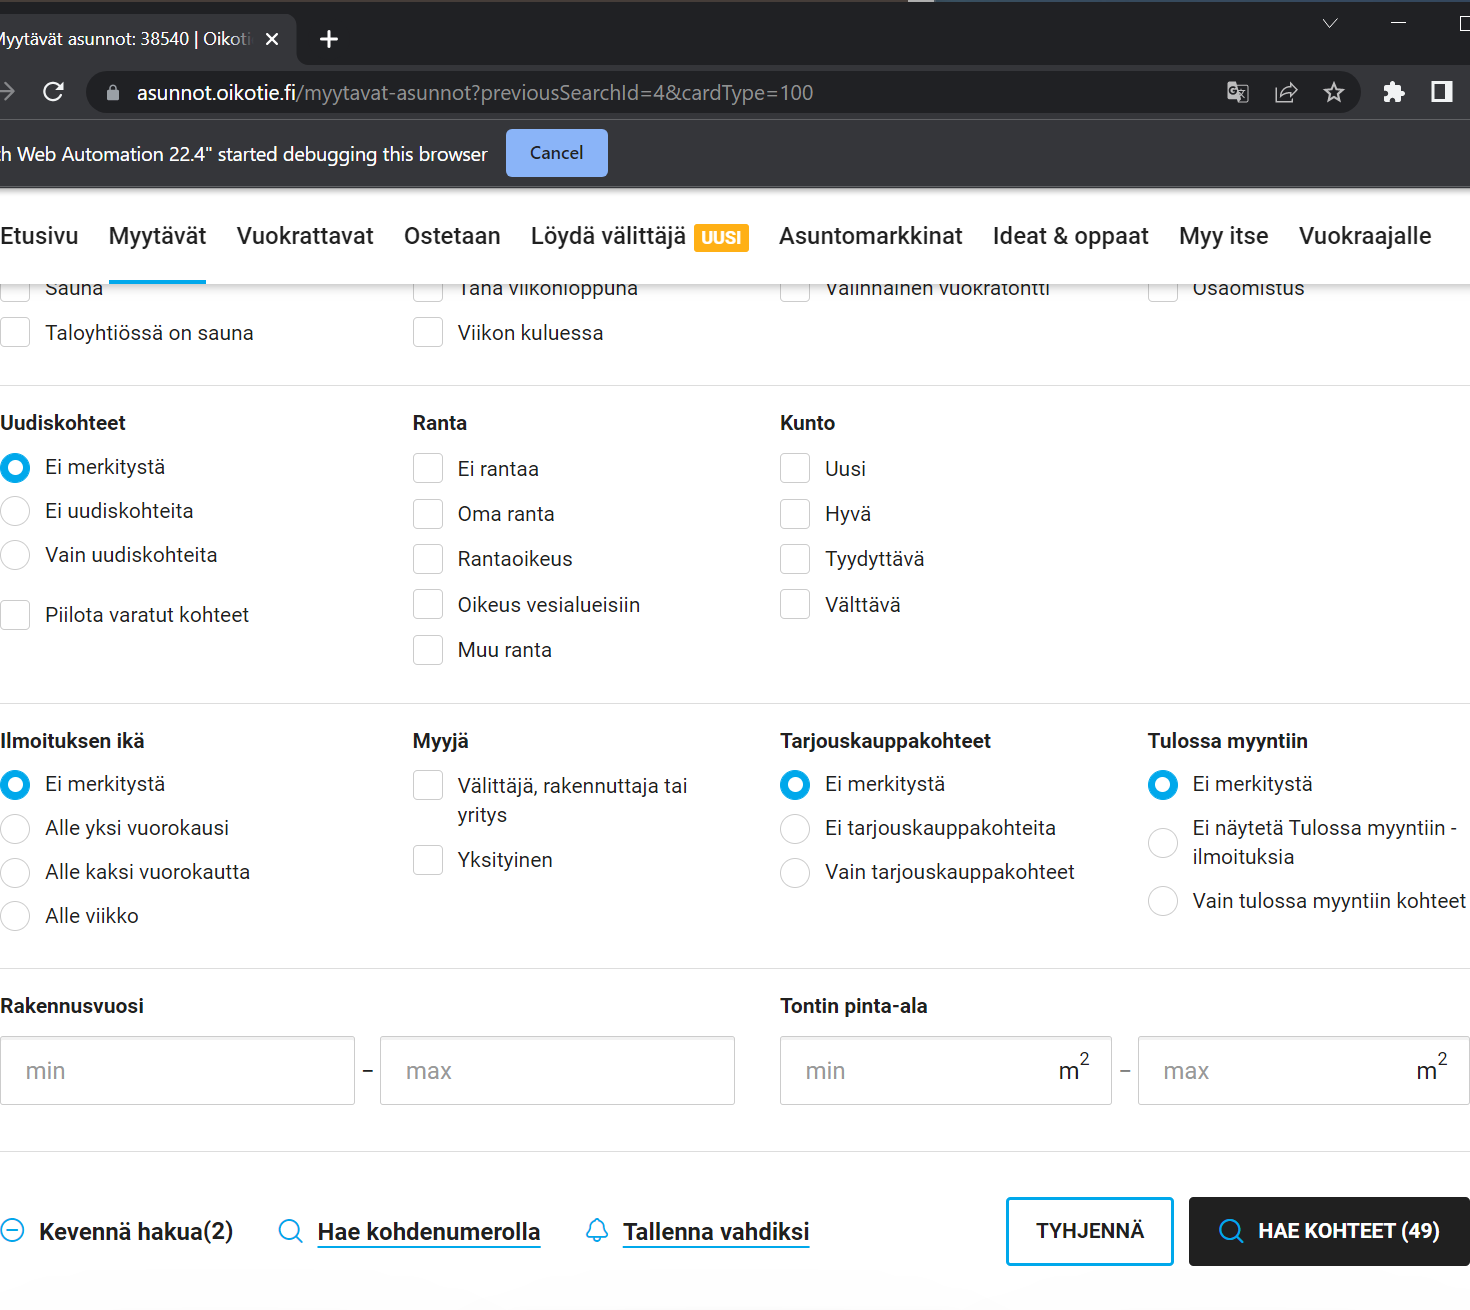 Myytävät asunnot: 38540 | Oikoti
asunnot.oikotie.fi/myytavat-asunnot?previousSearchId=4&cardType=100
h Web Automation 22.4" started debugging this browser Cancel
Etusivu Myytävät Vuokrattavat Ostetaan Löydä välittäjä UUSI Asuntomarkkinat Ideat & oppaat Myy itse Vuokraajalle
Sauna Tänä viikonloppuna Valinnainen vuokratontti Osaomistus
Taloyhtiössä on sauna Viikon kuluessa
Uudiskohteet Ranta Kunto
Ei merkitystä Ei rantaa Uusi
Ei uudiskohteita Oma ranta Hyvä
Vain uudiskohteita Rantaoikeus Tyydyttävä
Piilota varatut kohteet Oikeus vesialueisiin Välttävä
Muu ranta
Ilmoituksen ikä Myyjä Tarjouskauppakohteet Tulossa myyntiin
Ei merkitystä Välittäjä, rakennuttaja tai Ei merkitystä Ei merkitystä
yritys
Alle yksi vuorokausi Ei tarjouskauppakohteita Ei näytetä Tulossa myyntiin -
ilmoituksia
Alle kaksi vuorokautta Yksityinen Vain tarjouskauppakohteet
Alle viikko Vain tulossa myyntiin kohteet
Rakennusvuosi Tontin pinta-ala
min – max min m² – max m²
Kevennä hakua(2) Hae kohdenumerolla Tallenna vahdiksi TYHJENNÄ HAE KOHTEET (49)